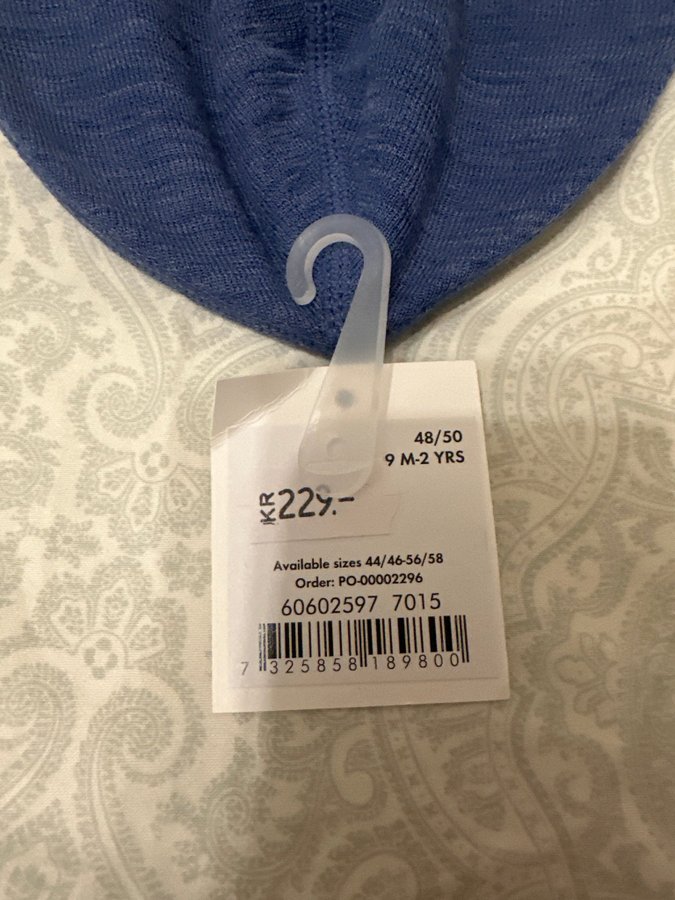 48/50
9 M-2 YRS
KR 229.-
Available sizes 44/46-56/58
Order: PO-00002296
60602597 7015
7 325858 189800